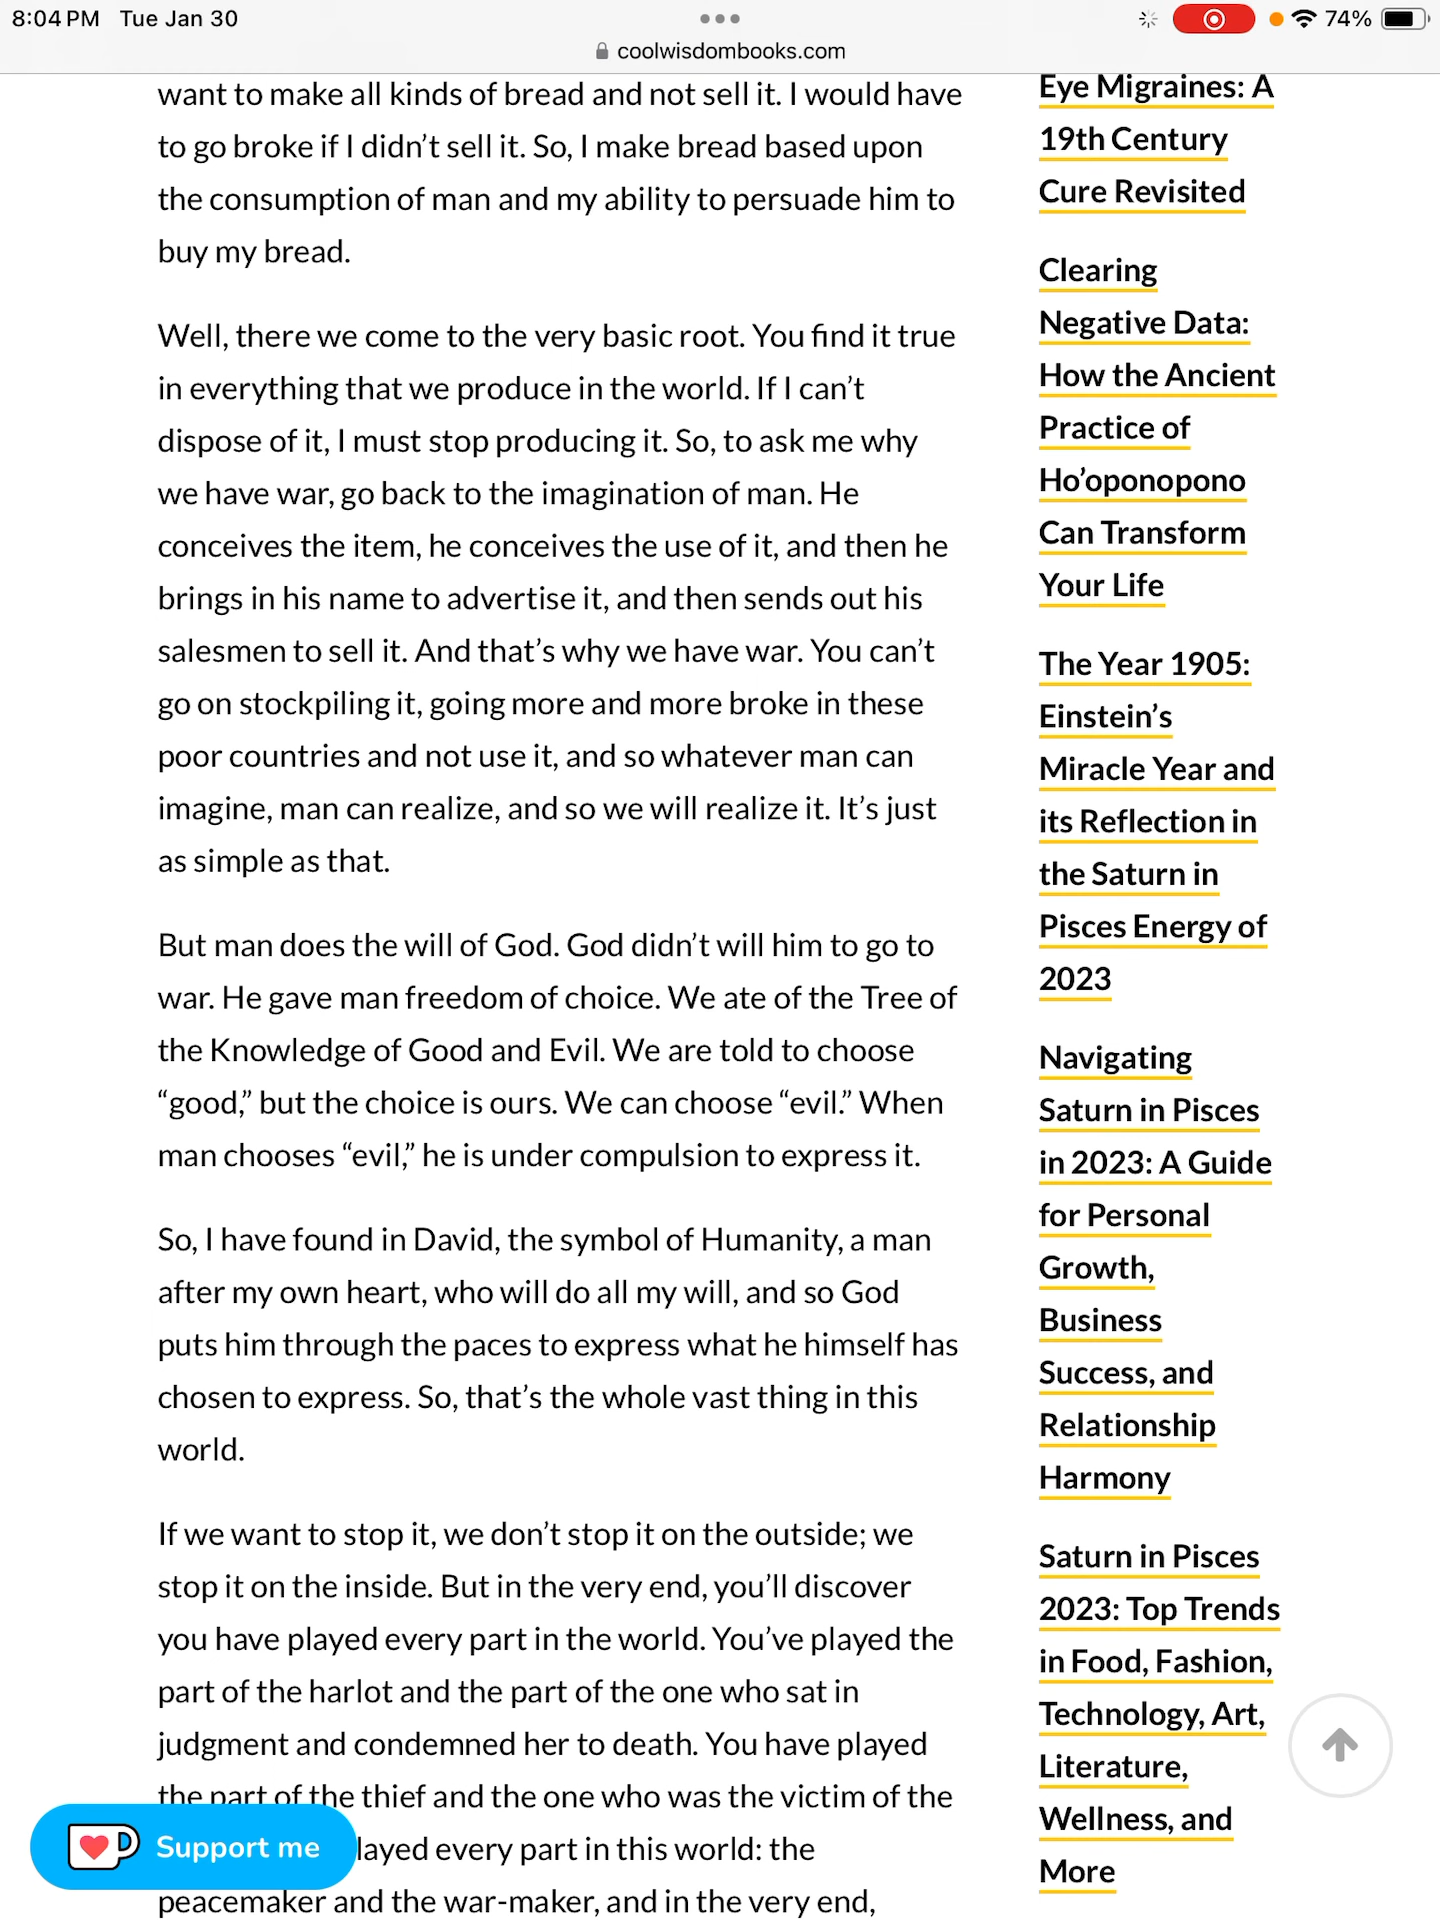 8:04 PM Tue Jan 30
74%
coolwisdombooks.com
want to make all kinds of bread and not sell it. I would have
to go broke if I didn’t sell it. So, I make bread based upon
the consumption of man and my ability to persuade him to
buy my bread.
Well, there we come to the very basic root. You find it true
in everything that we produce in the world. If I can’t
dispose of it, I must stop producing it. So, to ask me why
we have war, go back to the imagination of man. He
conceives the item, he conceives the use of it, and then he
brings in his name to advertise it, and then sends out his
salesmen to sell it. And that’s why we have war. You can’t
go on stockpiling it, going more and more broke in these
poor countries and not use it, and so whatever man can
imagine, man can realize, and so we will realize it. It’s just
as simple as that.
But man does the will of God. God didn’t will him to go to
war. He gave man freedom of choice. We ate of the Tree of
the Knowledge of Good and Evil. We are told to choose
“good,” but the choice is ours. We can choose “evil.” When
man chooses “evil,” he is under compulsion to express it.
So, I have found in David, the symbol of Humanity, a man
after my own heart, who will do all my will, and so God
puts him through the paces to express what he himself has
chosen to express. So, that’s the whole vast thing in this
world.
If we want to stop it, we don’t stop it on the outside; we
stop it on the inside. But in the very end, you’ll discover
you have played every part in the world. You’ve played the
part of the harlot and the part of the one who sat in
judgment and condemned her to death. You have played
the part of the thief and the one who was the victim of the
layed every part in this world: the
peacemaker and the war-maker, and in the very end,
Support me
Eye Migraines: A
19th Century
Cure Revisited
Clearing
Negative Data:
How the Ancient
Practice of
Ho’oponopono
Can Transform
Your Life
The Year 1905:
Einstein’s
Miracle Year and
its Reflection in
the Saturn in
Pisces Energy of
2023
Navigating
Saturn in Pisces
in 2023: A Guide
for Personal
Growth,
Business
Success, and
Relationship
Harmony
Saturn in Pisces
2023: Top Trends
in Food, Fashion,
Technology, Art,
Literature,
Wellness, and
More